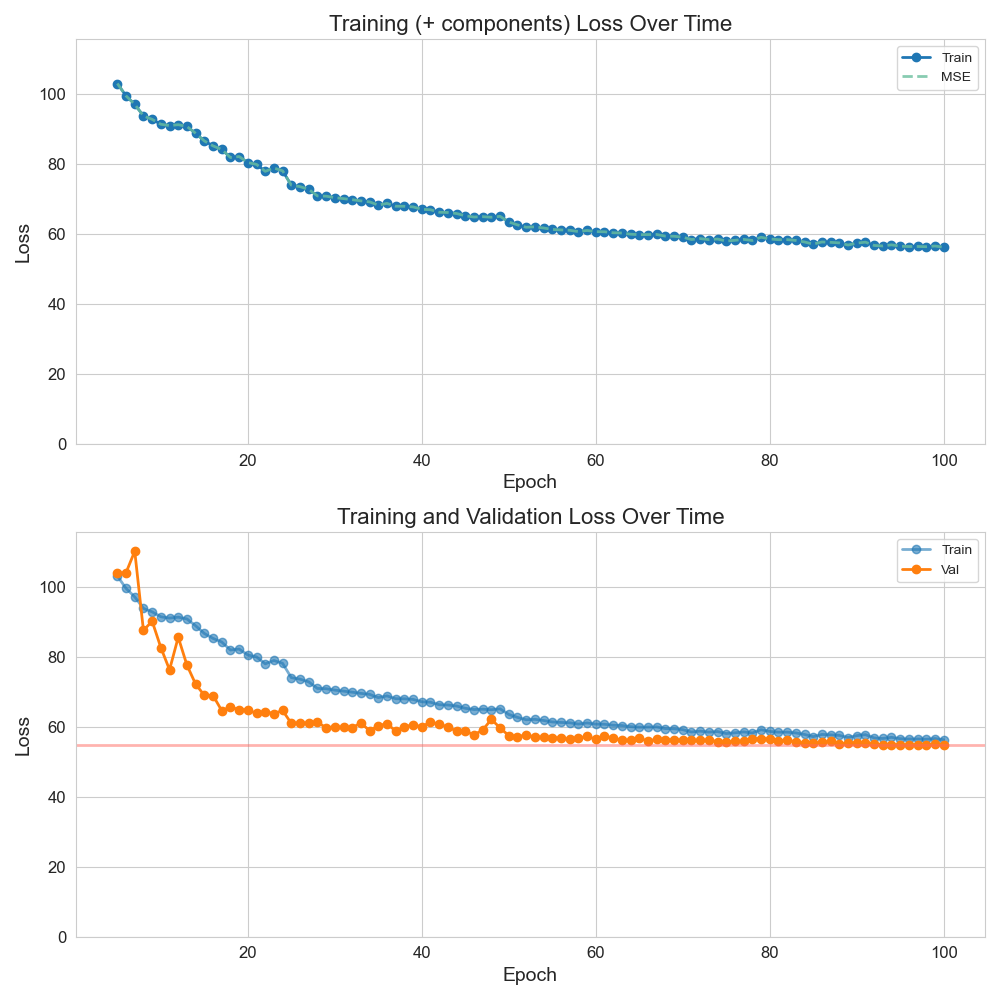 Training (+ components) Loss Over Time
Train
MSE
Loss
100
80
60
40
20
0
20 40 60 80 100
Epoch
Training and Validation Loss Over Time
Train
Val
Loss
100
80
60
40
20
0
20 40 60 80 100
Epoch